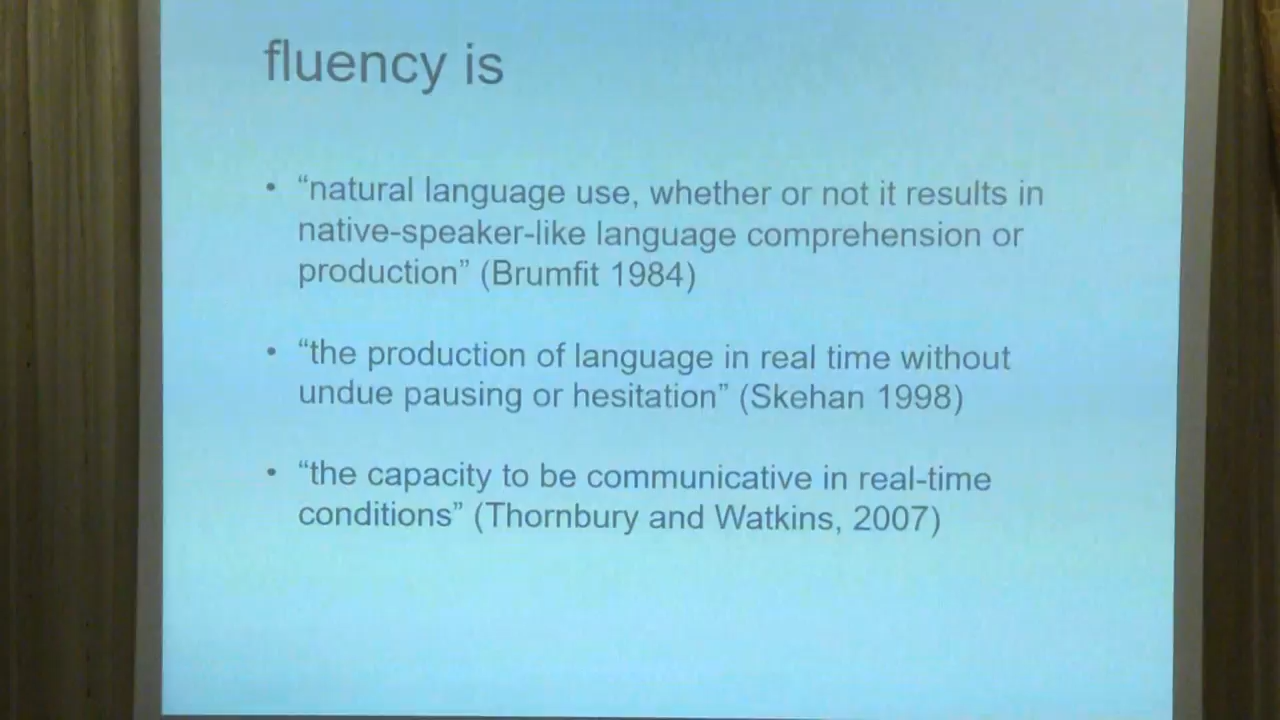 fluency is
• “natural language use, whether or not it results in
native-speaker-like language comprehension or
production” (Brumfit 1984)
• “the production of language in real time without
undue pausing or hesitation” (Skehan 1998)
• “the capacity to be communicative in real-time
conditions” (Thornbury and Watkins, 2007)